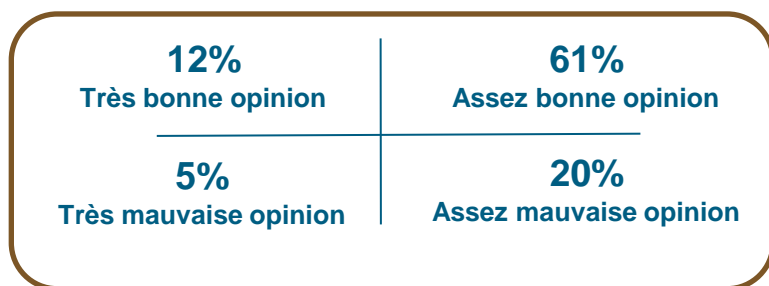 12%
Très bonne opinion
61%
Assez bonne opinion
5%
Très mauvaise opinion
20%
Assez mauvaise opinion